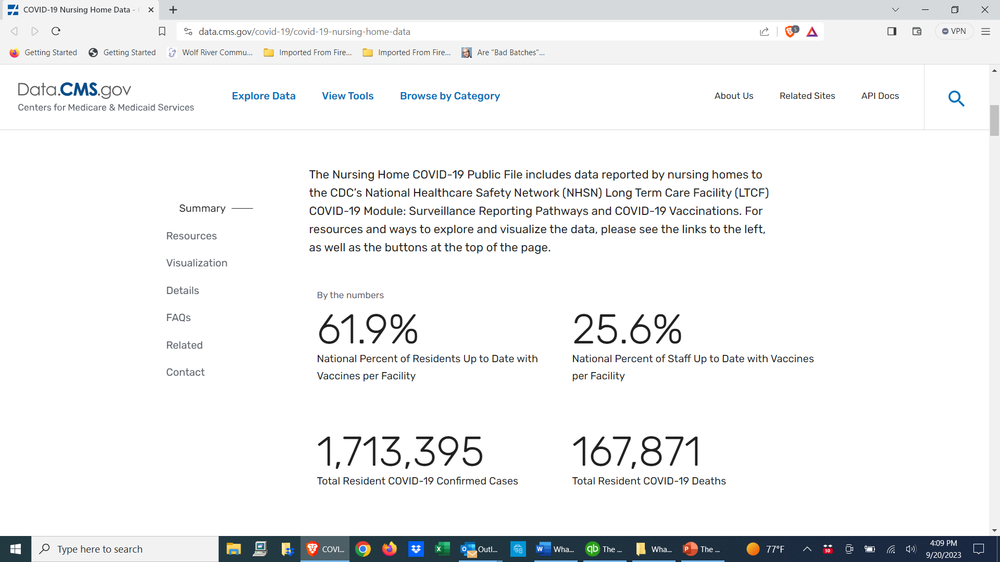 COVID-19 Nursing Home Data -
data.cms.gov/covid-19/covid-19-nursing-home-data
5
VPN
Getting Started
Getting Started
Wolf River Commu...
Imported From Fire...
Imported From Fire...
Are "Bad Batches"...
Data.CMS.gov
Centers for Medicare & Medicaid Services
Explore Data
View Tools
Browse by Category
About Us
Related Sites
API Docs
Summary
Resources
Visualization
Details
FAQs
Related
Contact
The Nursing Home COVID-19 Public File includes data reported by nursing homes to
the CDC’s National Healthcare Safety Network (NHSN) Long Term Care Facility (LTCF)
COVID-19 Module: Surveillance Reporting Pathways and COVID-19 Vaccinations. For
resources and ways to explore and visualize the data, please see the links to the left,
as well as the buttons at the top of the page.
By the numbers
61.9%
National Percent of Residents Up to Date with
Vaccines per Facility
25.6%
National Percent of Staff Up to Date with Vaccines
per Facility
1,713,395
Total Resident COVID-19 Confirmed Cases
167,871
Total Resident COVID-19 Deaths
Type here to search
COVI...
Outl...
Wha...
The ...
Wha...
The ...
77°F
50
4:09 PM
9/20/2023